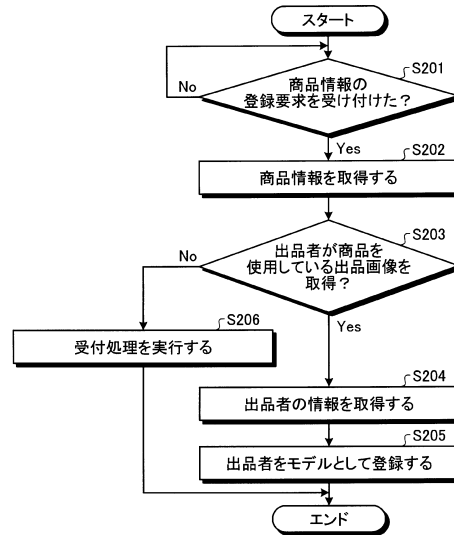 スタート
S201
商品情報の
登録要求を受け付けた？
No
Yes
S202
商品情報を取得する
S203
出品者が商品を
使用している出品画像を
取得？
No
Yes
S206
受付処理を実行する
S204
出品者の情報を取得する
S205
出品者をモデルとして登録する
エンド